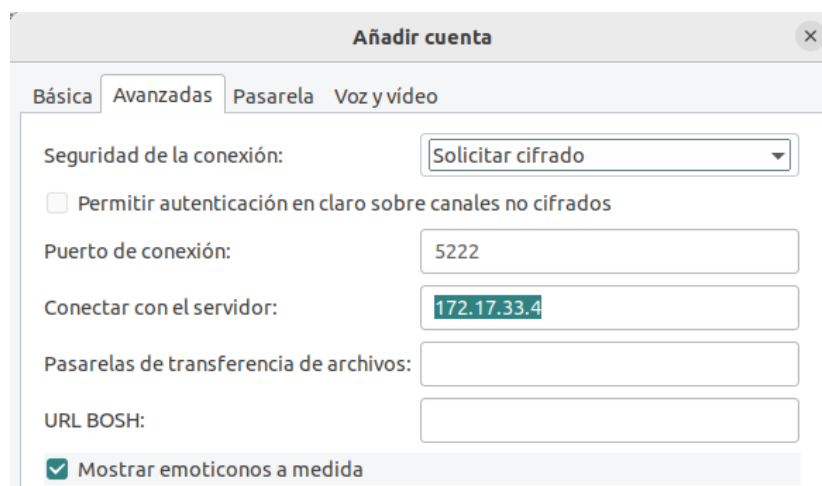 Añadir cuenta
Básica Avanzadas Pasarela Voz y vídeo
Seguridad de la conexión: Solicitar cifrado
Permitir autenticación en claro sobre canales no cifrados
Puerto de conexión: 5222
Conectar con el servidor: 172.17.33.4
Pasarelas de transferencia de archivos:
URL BOSH:
Mostrar emoticonos a medida